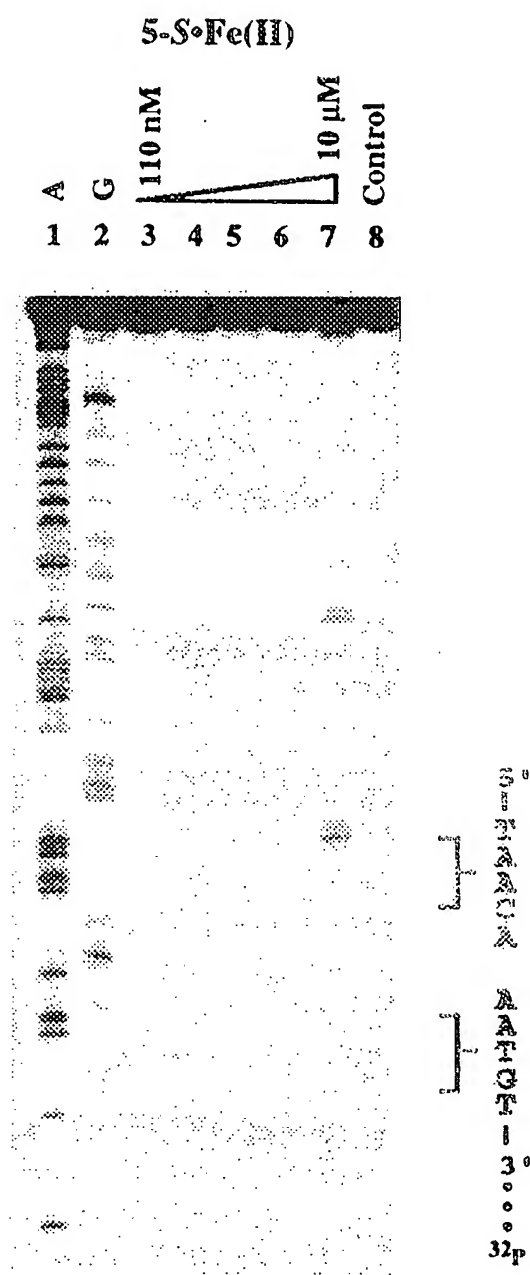 5-S•Fe(II)
A
G
110 nM
10 µM
Control
1 2 3 4 5 6 7 8
A
A
T
G
T
3'
32P